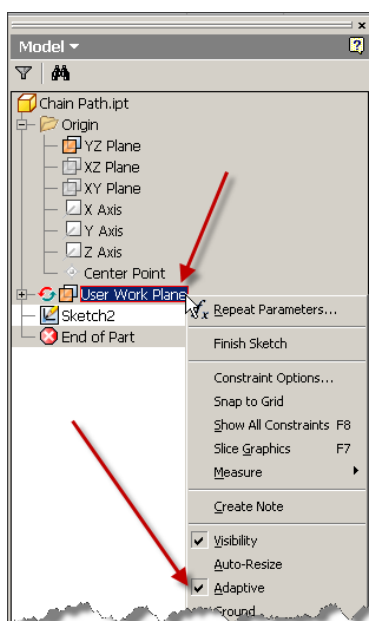 Model
Chain Path.ipt
Origin
YZ Plane
XZ Plane
XY Plane
X Axis
Y Axis
Z Axis
Center Point
User Work Plane
Sketch2
End of Part
Repeat Parameters...
Finish Sketch
Constraint Options...
Snap to Grid
Show All Constraints F8
Slice Graphics F7
Measure
Create Note
Visibility
Auto-Resize
Adaptive
Ground